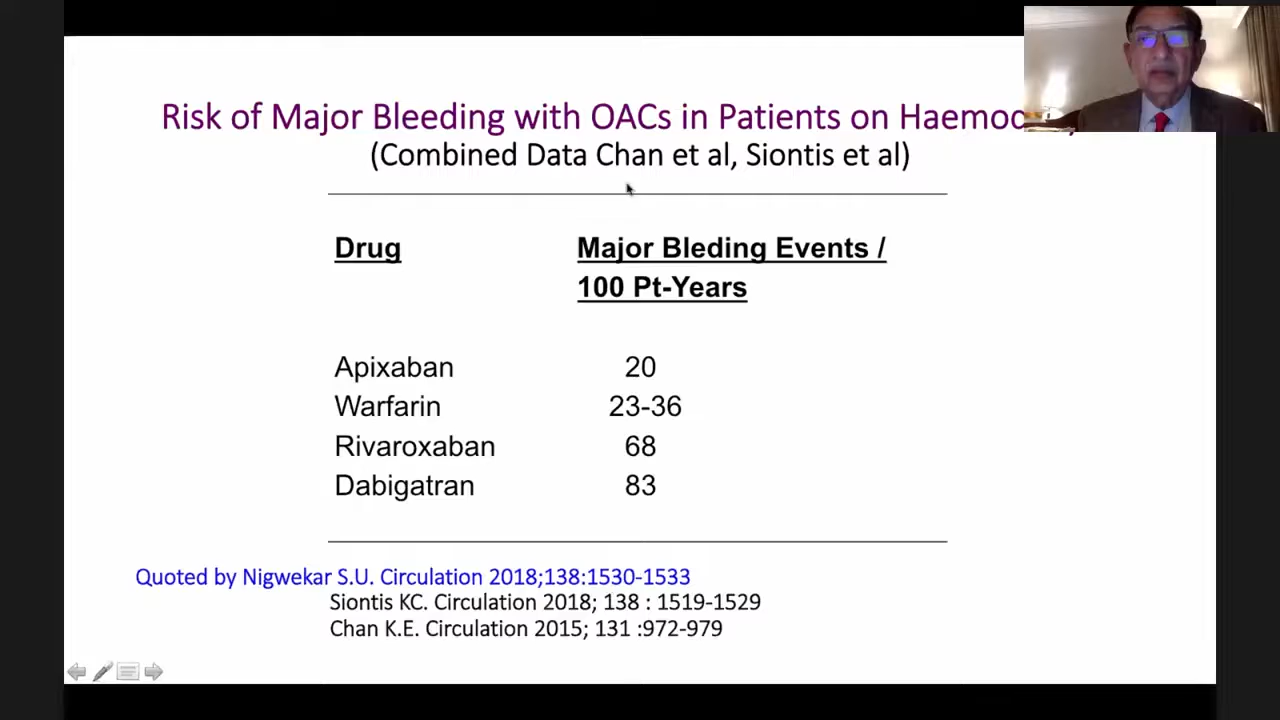 Risk of Major Bleeding with OACs in Patients on
(Combined Data Chan et al, Siontis et al)
Drug
Major Bleding Events /
100 Pt-Years
Apixaban 20
Warfarin 23-36
Rivaroxaban 68
Dabigatran 83
Quoted by Nigwekar S.U. Circulation 2018;138:1530-1533
Siontis KC. Circulation 2018; 138 : 1519-1529
Chan K.E. Circulation 2015; 131 :972-979